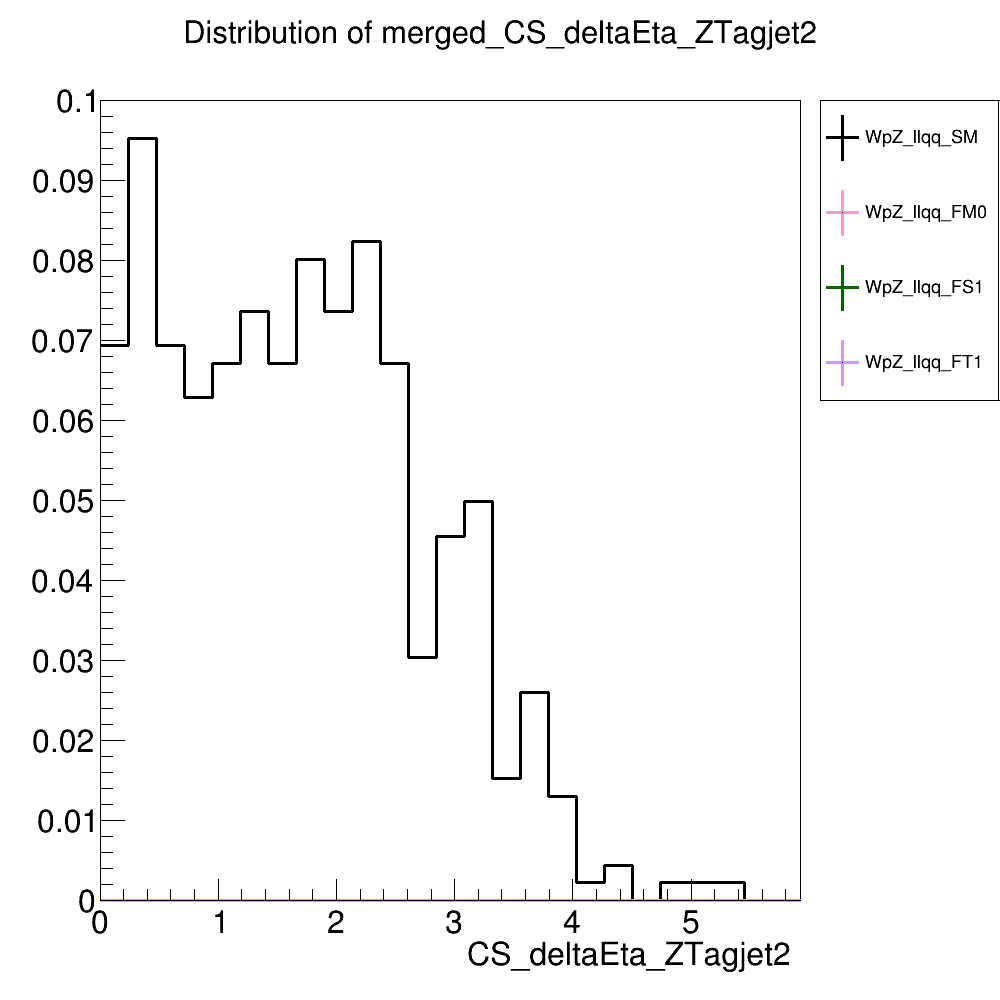 Distribution of merged_CS_deltaEta_ZTagjet2
0.1
0.09
0.08
0.07
0.06
0.05
0.04
0.03
0.02
0.01
0
0 1 2 3 4 5
CS_deltaEta_ZTagjet2
WpZ_llqq_SM
WpZ_llqq_FM0
WpZ_llqq_FS1
WpZ_llqq_FT1